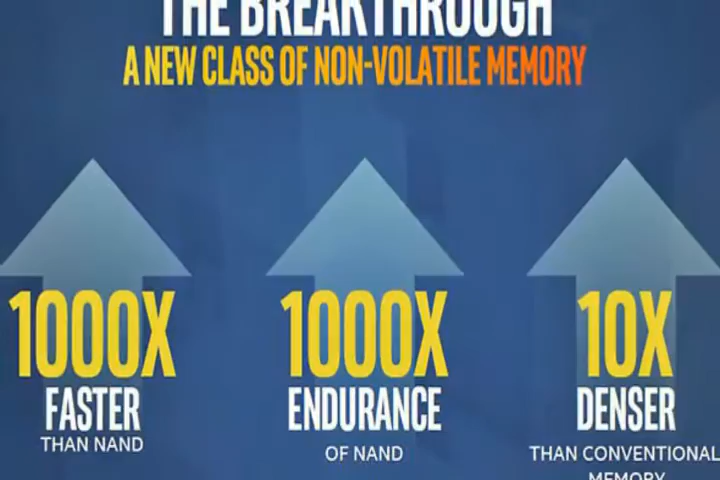 THE BREAKTHROUGH
A NEW CLASS OF NON-VOLATILE MEMORY
1000X
FASTER
THAN NAND
1000X
ENDURANCE
OF NAND
10X
DENSER
THAN CONVENTIONAL
MEMORY